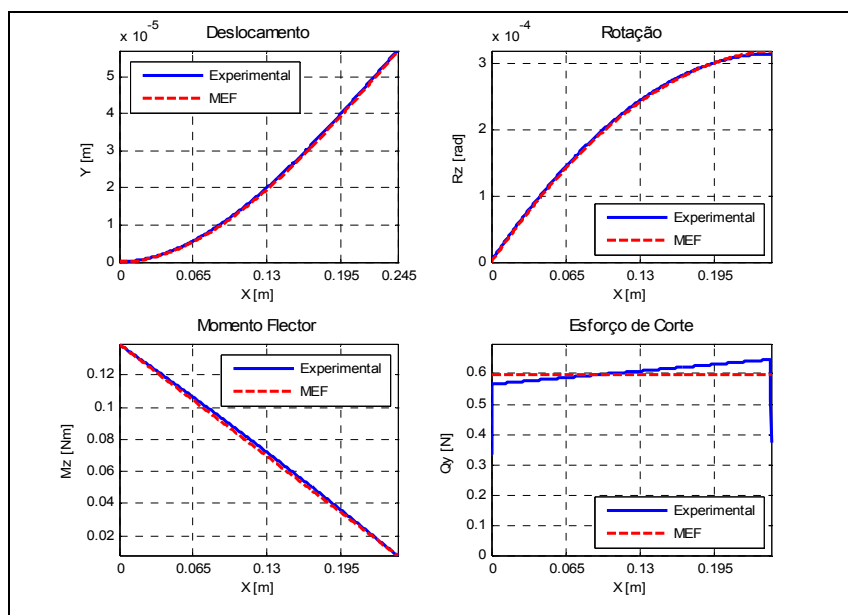 x 10^-5
Deslocamento
5
4
3
2
1
0
Y [m]
Experimental
MEF
0 0.065 0.13 0.195 0.245
X [m]
x 10^-4
Rotação
3
2
1
0
Rz [rad]
Experimental
MEF
0 0.065 0.13 0.195
X [m]
Momento Flector
0.12
0.1
0.08
0.06
0.04
0.02
Mz [Nm]
Experimental
MEF
0 0.065 0.13 0.195
X [m]
Esforço de Corte
0.6
0.5
0.4
0.3
0.2
0.1
0
Qy [N]
Experimental
MEF
0 0.065 0.13 0.195
X [m]